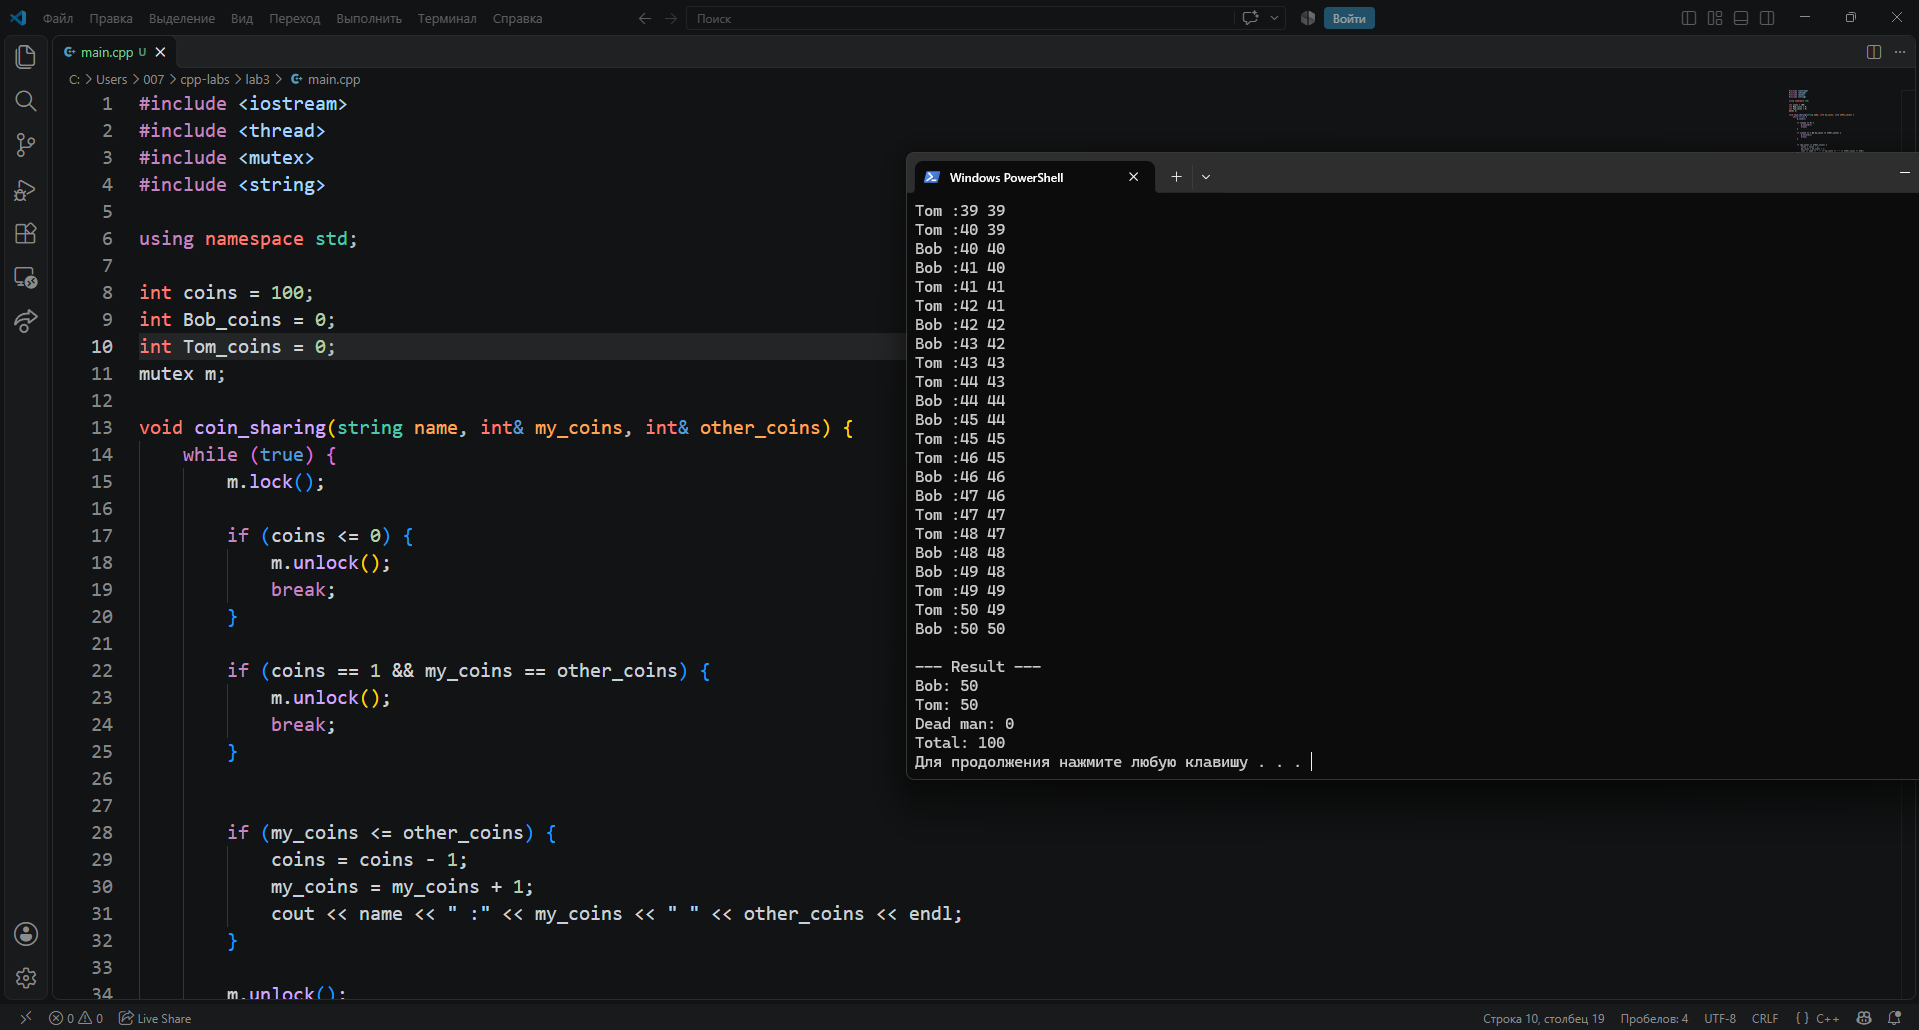 Файл Правка Выделение Вид Переход Выполнить Терминал Справка Поиск Войти
main.cpp U
C: > Users > 007 > cpp-labs > lab3 > main.cpp
1 #include <iostream>
2 #include <thread>
3 #include <mutex>
4 #include <string>
5
6 using namespace std;
7
8 int coins = 100;
9 int Bob_coins = 0;
10 int Tom_coins = 0;
11 mutex m;
12
13 void coin_sharing(string name, int& my_coins, int& other_coins) {
14 while (true) {
15 m.lock();
16
17 if (coins <= 0) {
18 m.unlock();
19 break;
20 }
21
22 if (coins == 1 && my_coins == other_coins) {
23 m.unlock();
24 break;
25 }
26
27
28 if (my_coins <= other_coins) {
29 coins = coins - 1;
30 my_coins = my_coins + 1;
31 cout << name << " :" << my_coins << " " << other_coins << endl;
32 }
33
34 m.unlock();
Windows PowerShell
Tom :39 39
Tom :40 39
Bob :40 40
Bob :41 40
Tom :41 41
Tom :42 41
Bob :42 42
Bob :43 42
Tom :43 43
Tom :44 43
Bob :44 44
Bob :45 44
Tom :45 45
Tom :46 45
Bob :46 46
Bob :47 46
Tom :47 47
Tom :48 47
Bob :48 48
Bob :49 48
Tom :49 49
Tom :50 49
Bob :50 50
--- Result ---
Bob: 50
Tom: 50
Dead man: 0
Total: 100
Для продолжения нажмите любую клавишу . . .
0 0 Live Share Строка 10, столбец 19 Пробелов: 4 UTF-8 CRLF {} C++